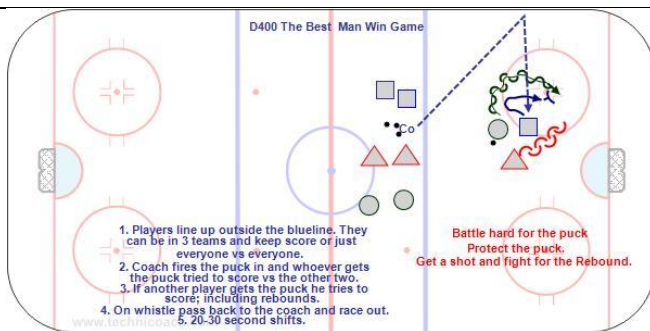 D400 The Best Man Win Game
Co
1. Players line up outside the blueline. They
can be in 3 teams and keep score or just
everyone vs everyone.
2. Coach fires the puck in and whoever gets
the puck tried to score vs the other two.
3. If another player gets the puck he tries to
score; including rebounds.
4. On whistle pass back to the coach and race out.
5. 20-30 second shifts.
Battle hard for the puck
Protect the puck.
Get a shot and fight for the Rebound.